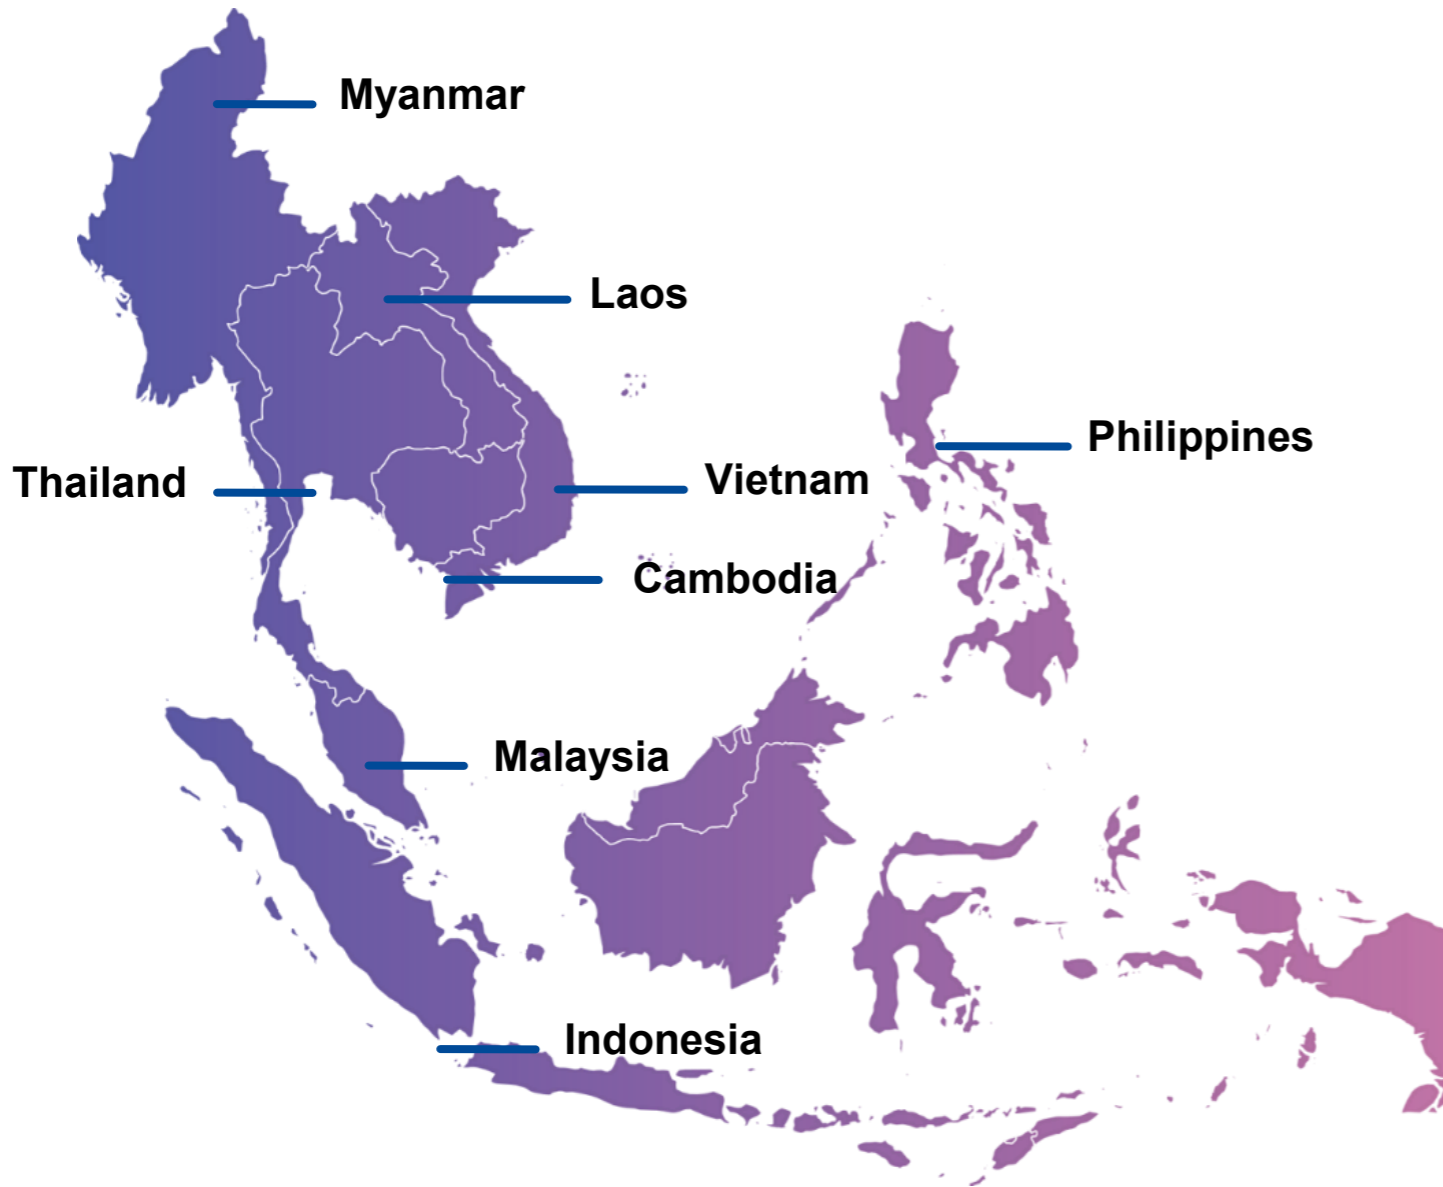 Myanmar
Laos
Philippines
Thailand
Vietnam
Cambodia
Malaysia
Indonesia